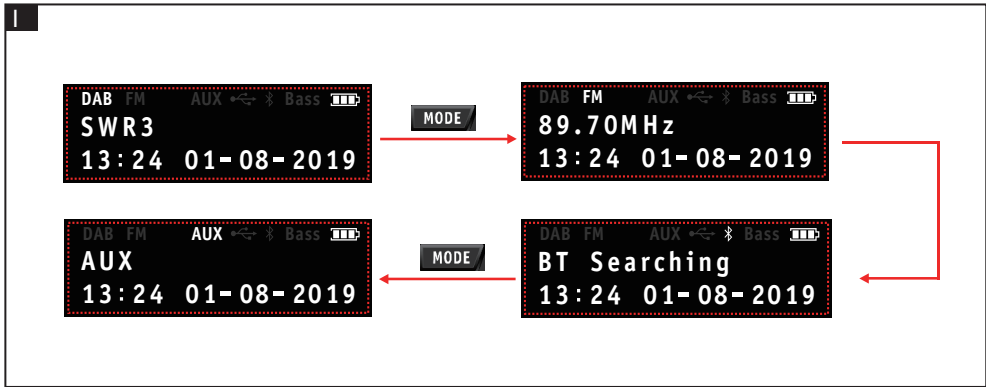 I
DAB FM AUX Bass
SWR3
13:24 01-08-2019
MODE
DAB FM AUX Bass
89.70MHz
13:24 01-08-2019
DAB FM AUX Bass
AUX
13:24 01-08-2019
MODE
DAB FM AUX Bass
BT Searching
13:24 01-08-2019